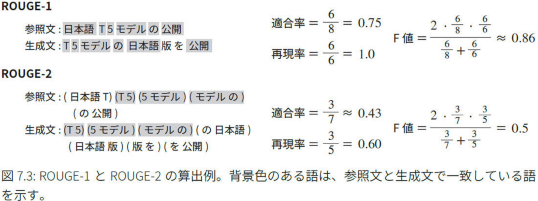 ROUGE-1
参照文 : 日本語 T 5 モデル の 公開
生成文 : T 5 モデル の 日本語 版 を 公開
適合率 = 6/8 = 0.75
再現率 = 6/6 = 1.0
F 値 = (2 · 6/8 · 6/6) / (6/8 + 6/6) ≈ 0.86
ROUGE-2
参照文 : ( 日本語 T) (T 5) (5 モデル ) ( モデル の )
( の 公開 )
生成文 : (T 5) (5 モデル ) ( モデル の ) ( の 日本語 )
( 日本語 版 ) ( 版 を ) ( を 公開 )
適合率 = 3/7 ≈ 0.43
再現率 = 3/5 = 0.60
F 値 = (2 · 3/7 · 3/5) / (3/7 + 3/5) = 0.5
図 7.3: ROUGE-1 と ROUGE-2 の算出例。背景色のある語は、参照文と生成文で一致している語
を示す。